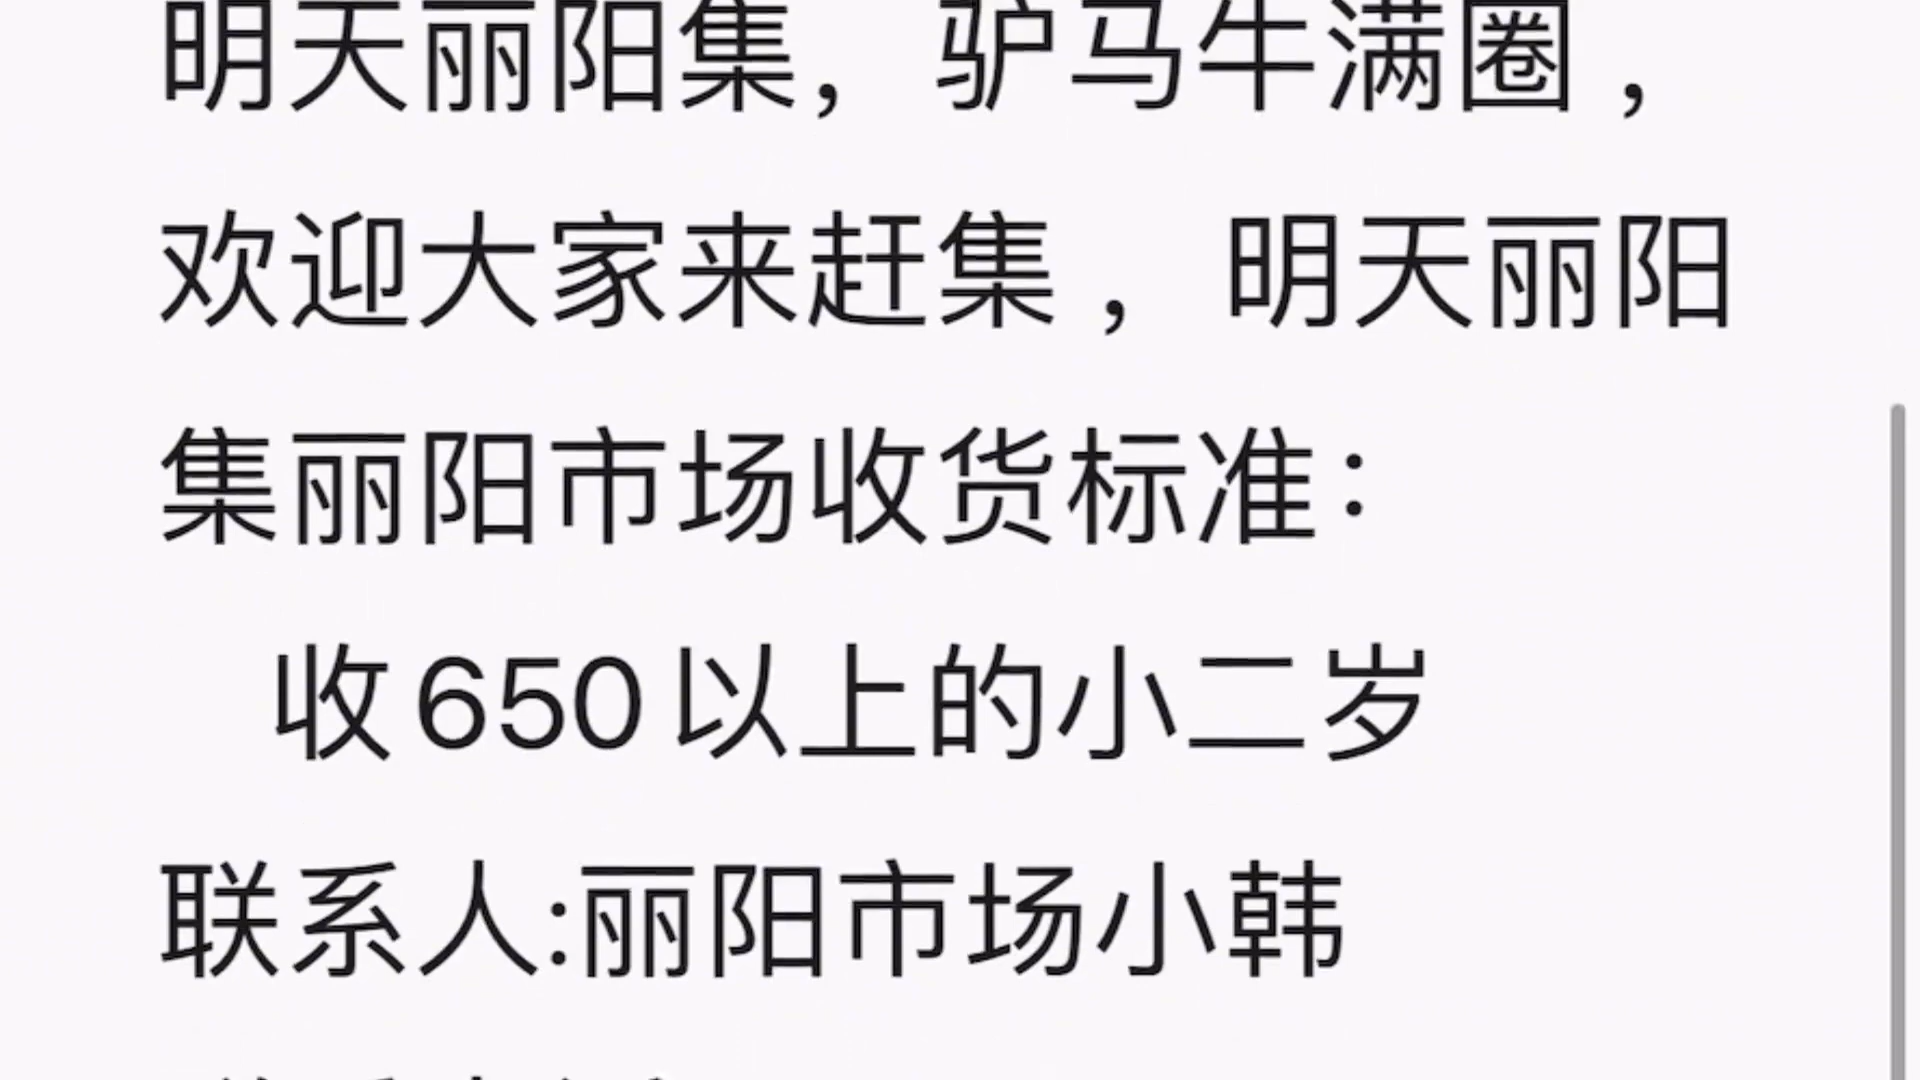 明天丽阳集，驴马牛满圈，
欢迎大家来赶集，明天丽阳
集丽阳市场收货标准：
收650以上的小二岁
联系人:丽阳市场小韩